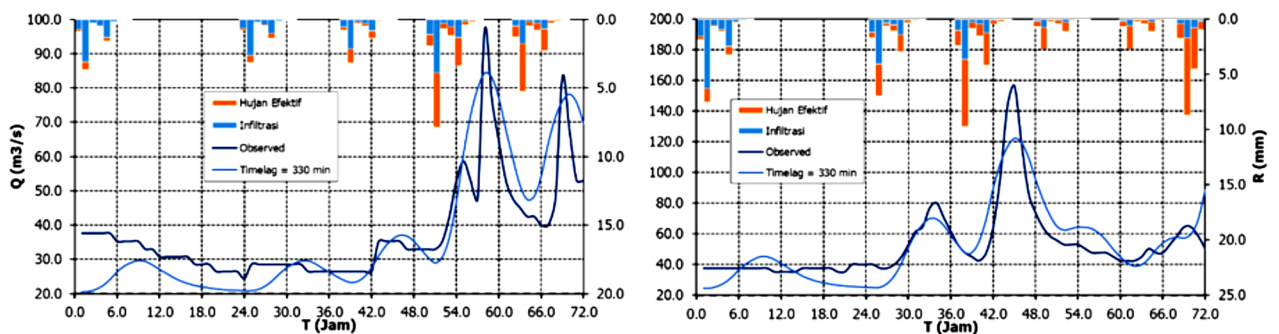 100.0
90.0
80.0
70.0
60.0
50.0
40.0
30.0
20.0
Q (m3/s)
0.0
5.0
10.0
15.0
20.0
Hujan Efektif
Infiltrasi
Observed
Timelag = 330 min
0.0 6.0 12.0 18.0 24.0 30.0 36.0 42.0 48.0 54.0 60.0 66.0 72.0
T (Jam)
200.0
180.0
160.0
140.0
120.0
100.0
80.0
60.0
40.0
20.0
0.0
5.0
10.0
15.0
20.0
25.0
R (mm)
Hujan Efektif
Infiltrasi
Observed
Timelag = 330 min
0.0 6.0 12.0 18.0 24.0 30.0 36.0 42.0 48.0 54.0 60.0 66.0 72.0
T (Jam)